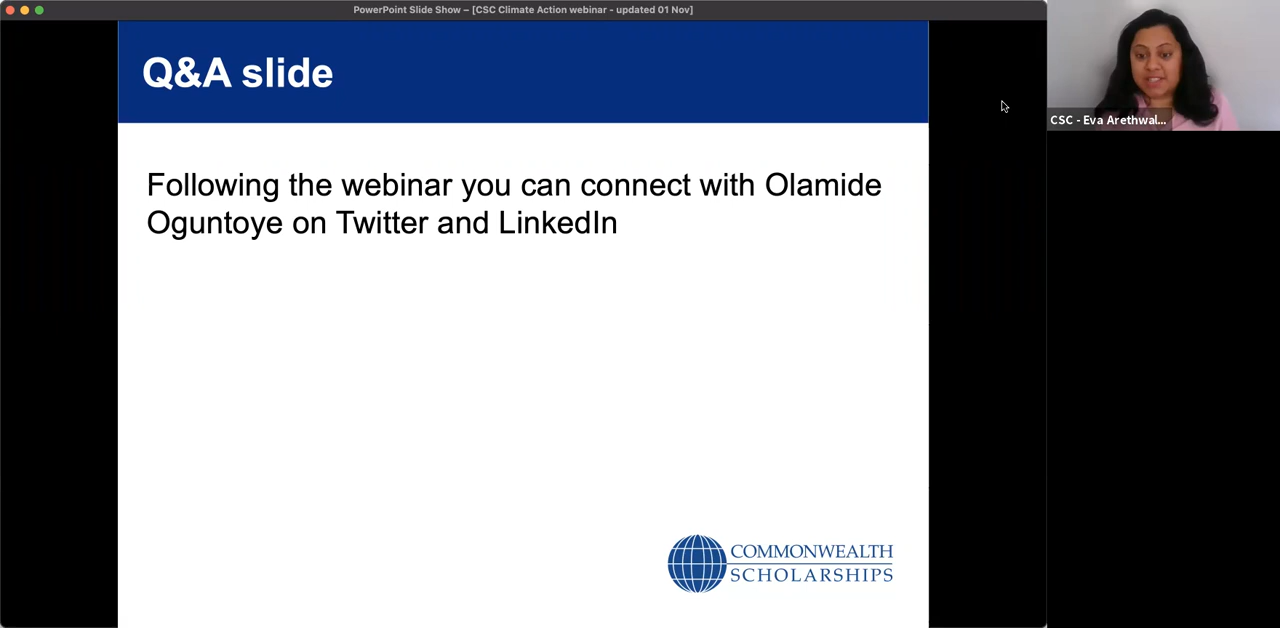 PowerPoint Slide Show – [CSC Climate Action webinar - updated 01 Nov]
Q&A slide
CSC - Eva Arethwal...
Following the webinar you can connect with Olamide
Oguntoye on Twitter and LinkedIn
COMMONWEALTH
SCHOLARSHIPS